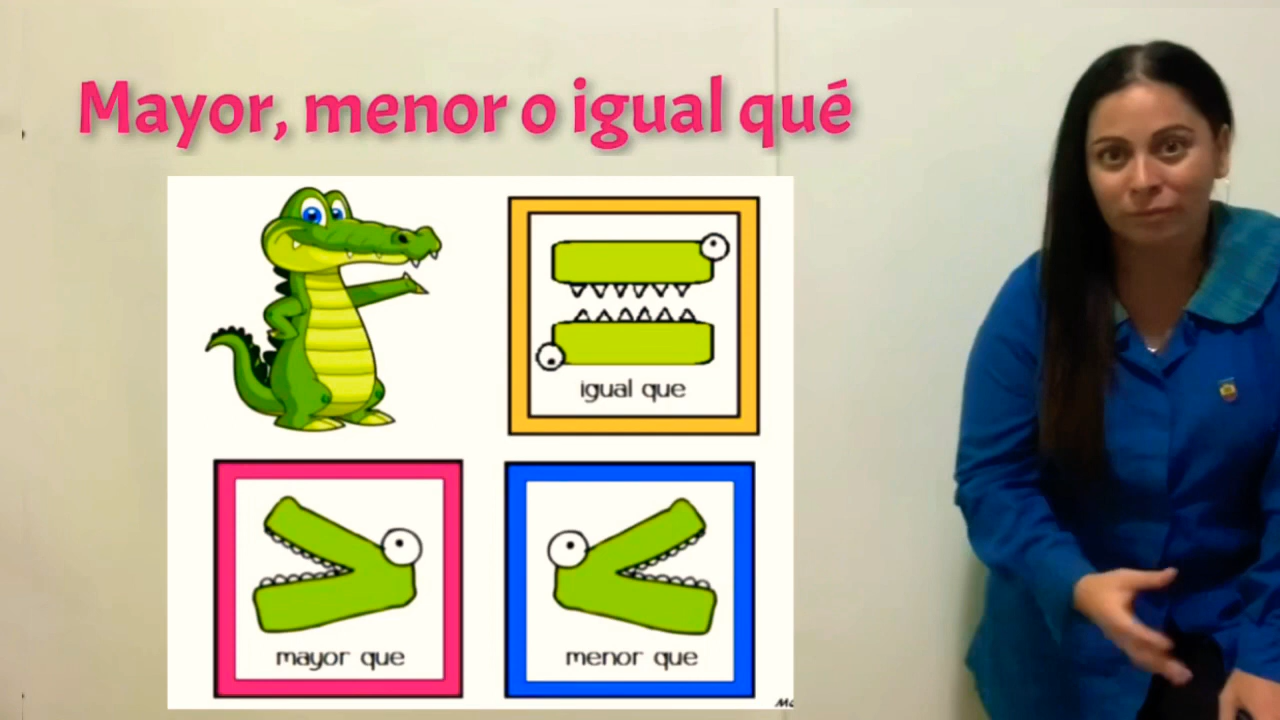 Mayor, menor o igual qué
igual que
mayor que
menor que